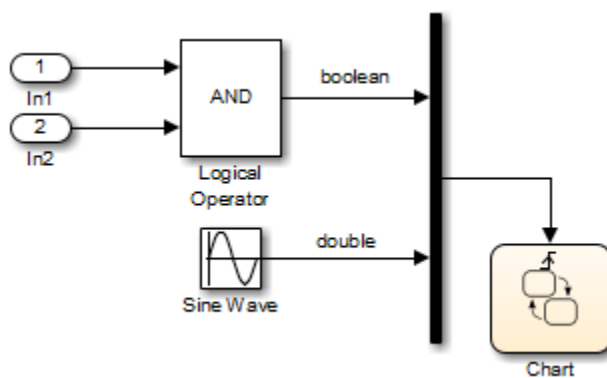 1
In1
2
In2
AND
Logical
Operator
boolean
double
Sine Wave
Chart